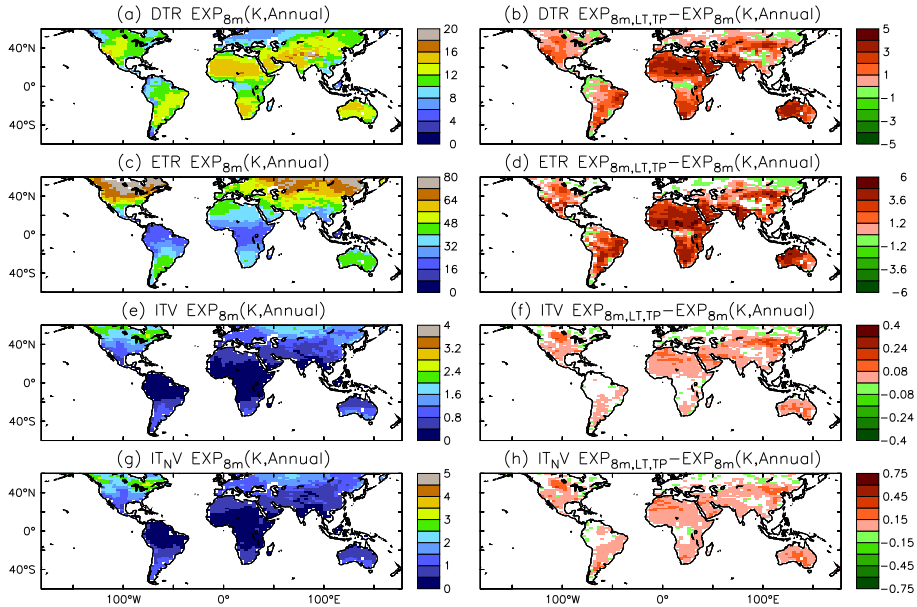 (a) DTR EXP8m(K,Annual)
(b) DTR EXP8m,LT,TP−EXP8m(K,Annual)
40°N
0°
40°S
20
16
12
8
4
0
5
3
1
-1
-3
-5
(c) ETR EXP8m(K,Annual)
(d) ETR EXP8m,LT,TP−EXP8m(K,Annual)
40°N
0°
40°S
80
64
48
32
16
0
6
3.6
1.2
-1.2
-3.6
-6
(e) ITV EXP8m(K,Annual)
(f) ITV EXP8m,LT,TP−EXP8m(K,Annual)
40°N
0°
40°S
4
3.2
2.4
1.6
0.8
0
0.4
0.24
0.08
-0.08
-0.24
-0.4
(g) ITNV EXP8m(K,Annual)
(h) ITNV EXP8m,LT,TP−EXP8m(K,Annual)
40°N
0°
40°S
5
4
3
2
1
0
0.75
0.45
0.15
-0.15
-0.45
-0.75
100°W 0° 100°E
100°W 0° 100°E